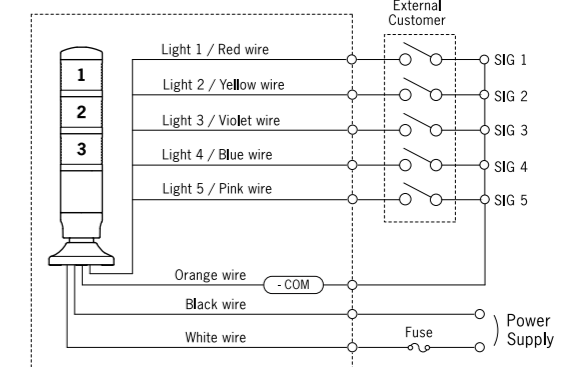 External
Customer
Light 1 / Red wire
SIG 1
1
Light 2 / Yellow wire
SIG 2
2
Light 3 / Violet wire
SIG 3
3
Light 4 / Blue wire
SIG 4
Light 5 / Pink wire
SIG 5
Orange wire
- COM
Black wire
Power
Supply
White wire
Fuse